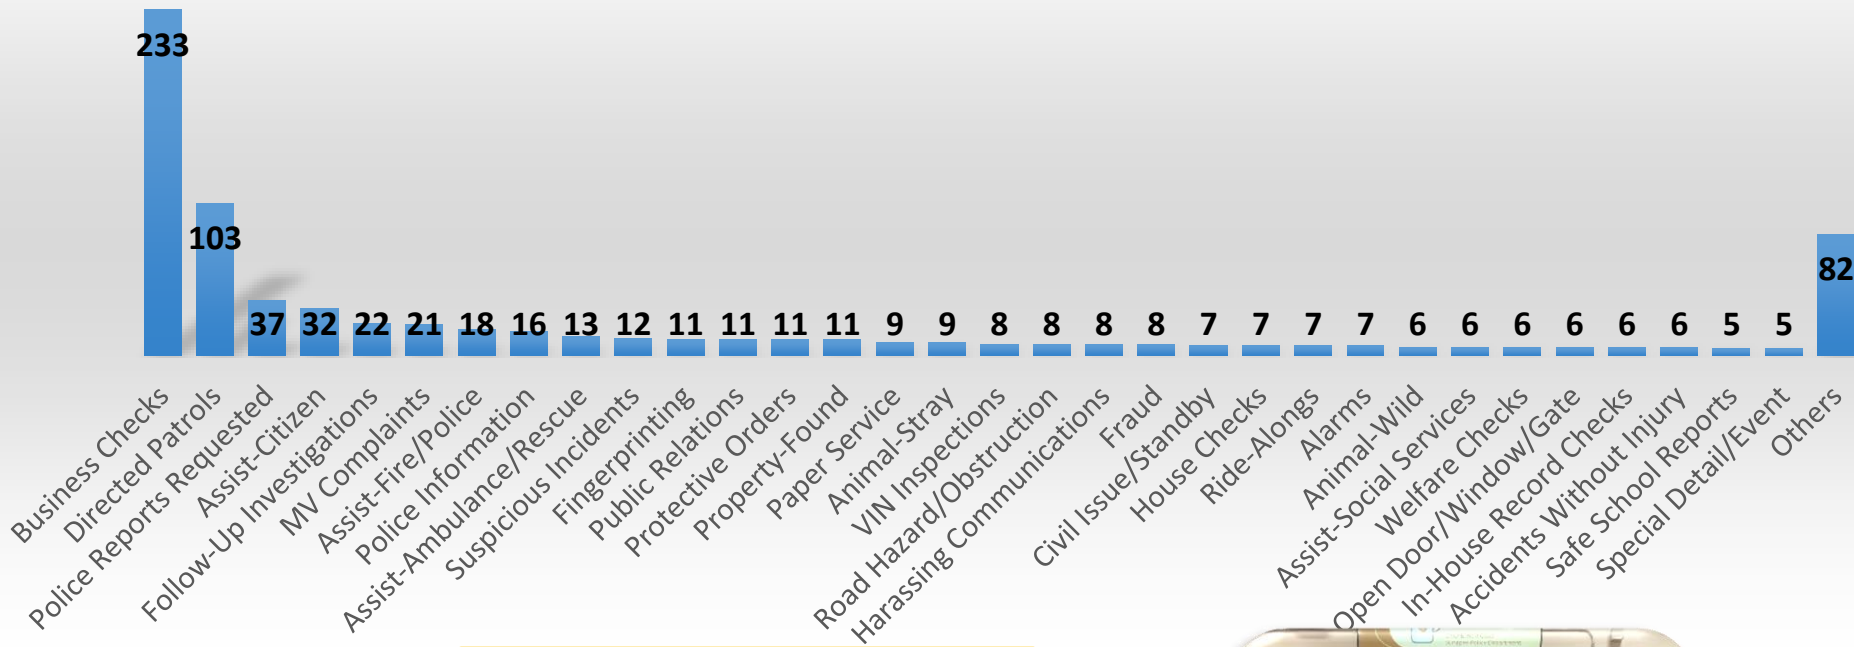 233
103
37
32
22
21
18
16
13
12
11
11
11
11
9
9
8
8
8
8
7
7
7
7
6
6
6
6
6
6
5
5
82
Business Checks
Directed Patrols
Police Reports Requested
Assist-Citizen
Follow-Up Investigations
MV Complaints
Assist-Fire/Police
Police Information
Assist-Ambulance/Rescue
Suspicious Incidents
Fingerprinting
Public Relations
Protective Orders
Property-Found
Paper Service
Animal-Stray
VIN Inspections
Road Hazard/Obstruction
Harassing Communications
Fraud
Civil Issue/Standby
House Checks
Ride-Alongs
Alarms
Animal-Wild
Assist-Social Services
Welfare Checks
Open Door/Window/Gate
In-House Record Checks
Accidents Without Injury
Safe School Reports
Special Detail/Event
Others